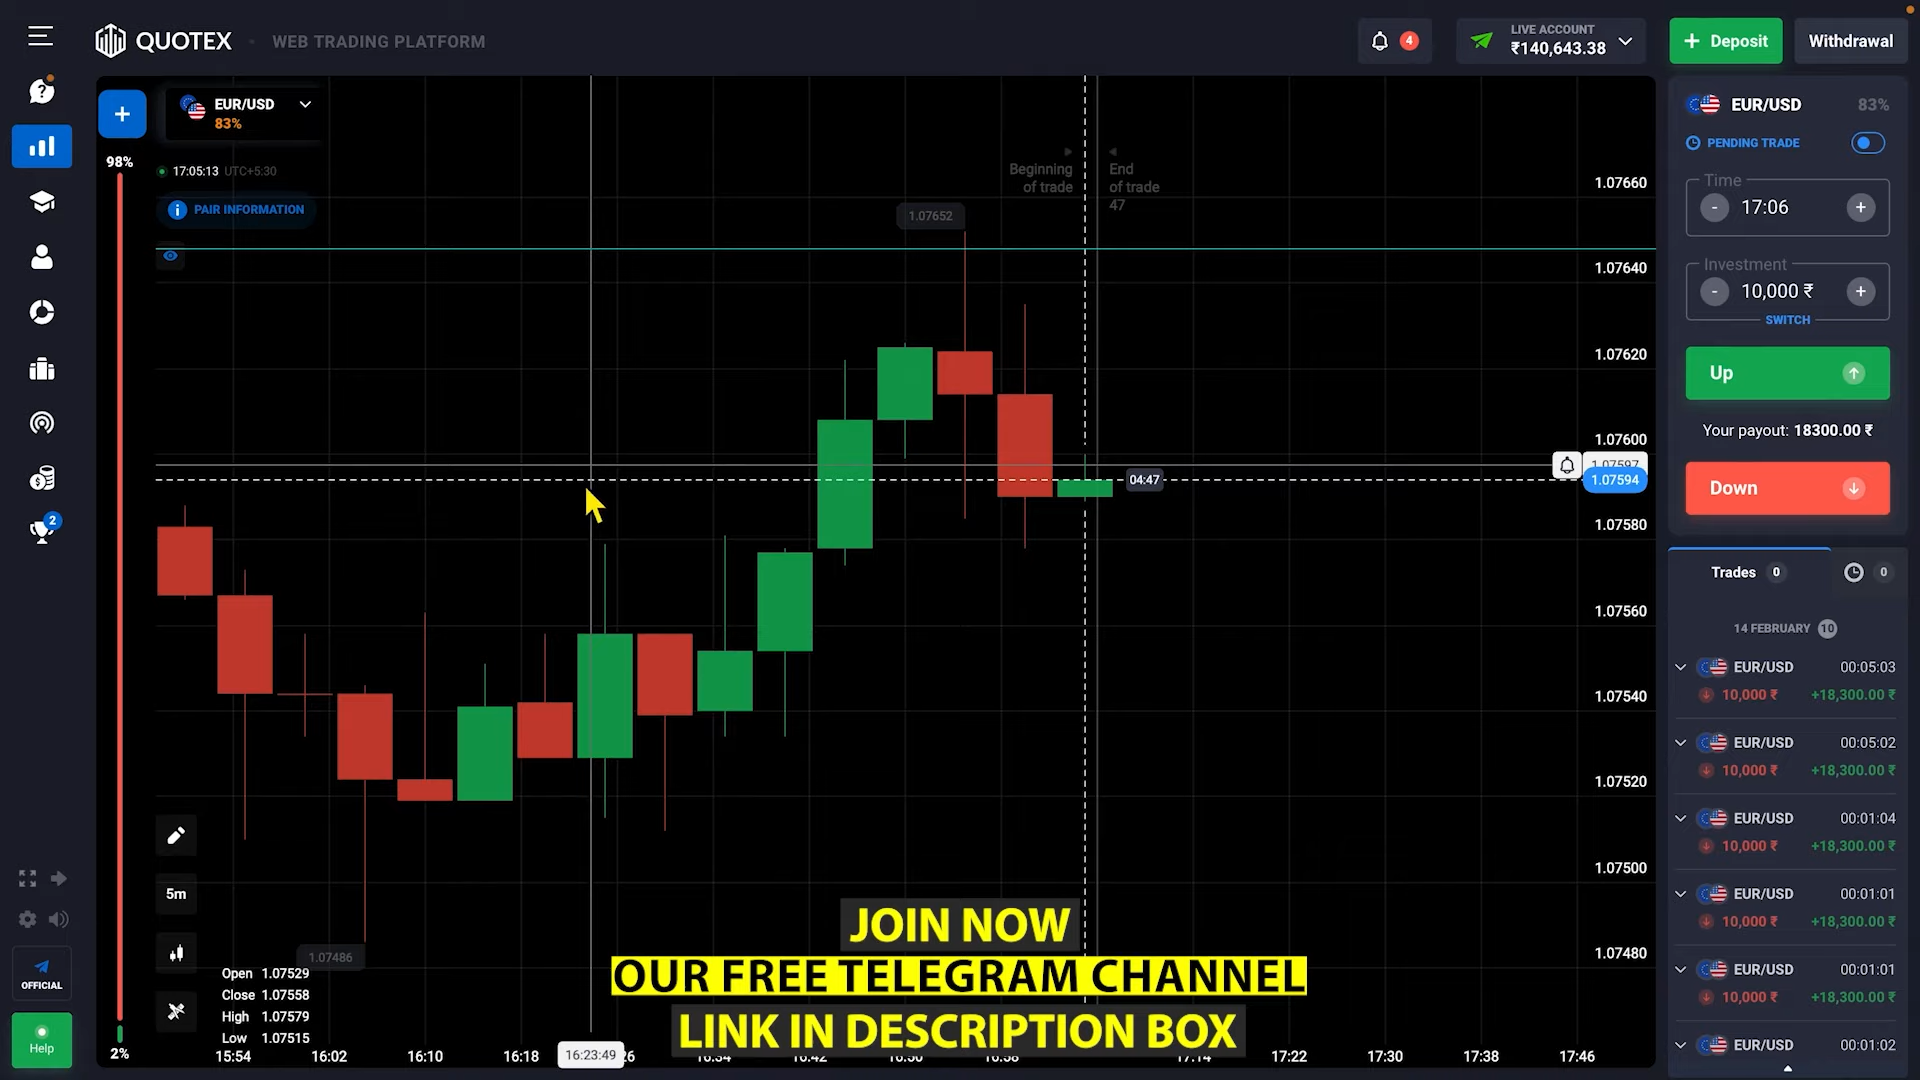 QUOTEX
WEB TRADING PLATFORM
4
LIVE ACCOUNT
₹140,643.38
+ Deposit
Withdrawal
+
EUR/USD
83%
98%
17:05:13 UTC+5:30
PAIR INFORMATION
Beginning
of trade
End
of trade
47
1.07652
1.07660
1.07640
1.07620
1.07600
1.07597
1.07594
04:47
1.07580
1.07560
1.07540
1.07520
1.07500
1.07480
1.07486
5m
Open 1.07529
Close 1.07558
High 1.07579
Low 1.07515
2%
15:54
16:02
16:10
16:18
16:23:49
17:14
17:22
17:30
17:38
17:46
JOIN NOW
OUR FREE TELEGRAM CHANNEL
LINK IN DESCRIPTION BOX
2
OFFICIAL
Help
EUR/USD 83%
PENDING TRADE
Time
- 17:06 +
Investment
- 10,000 ₹ +
SWITCH
Up
Your payout: 18300.00 ₹
Down
Trades 0
0
14 FEBRUARY 10
EUR/USD 00:05:03
10,000 ₹ +18,300.00 ₹
EUR/USD 00:05:02
10,000 ₹ +18,300.00 ₹
EUR/USD 00:01:04
10,000 ₹ +18,300.00 ₹
EUR/USD 00:01:01
10,000 ₹ +18,300.00 ₹
EUR/USD 00:01:01
10,000 ₹ +18,300.00 ₹
EUR/USD 00:01:02